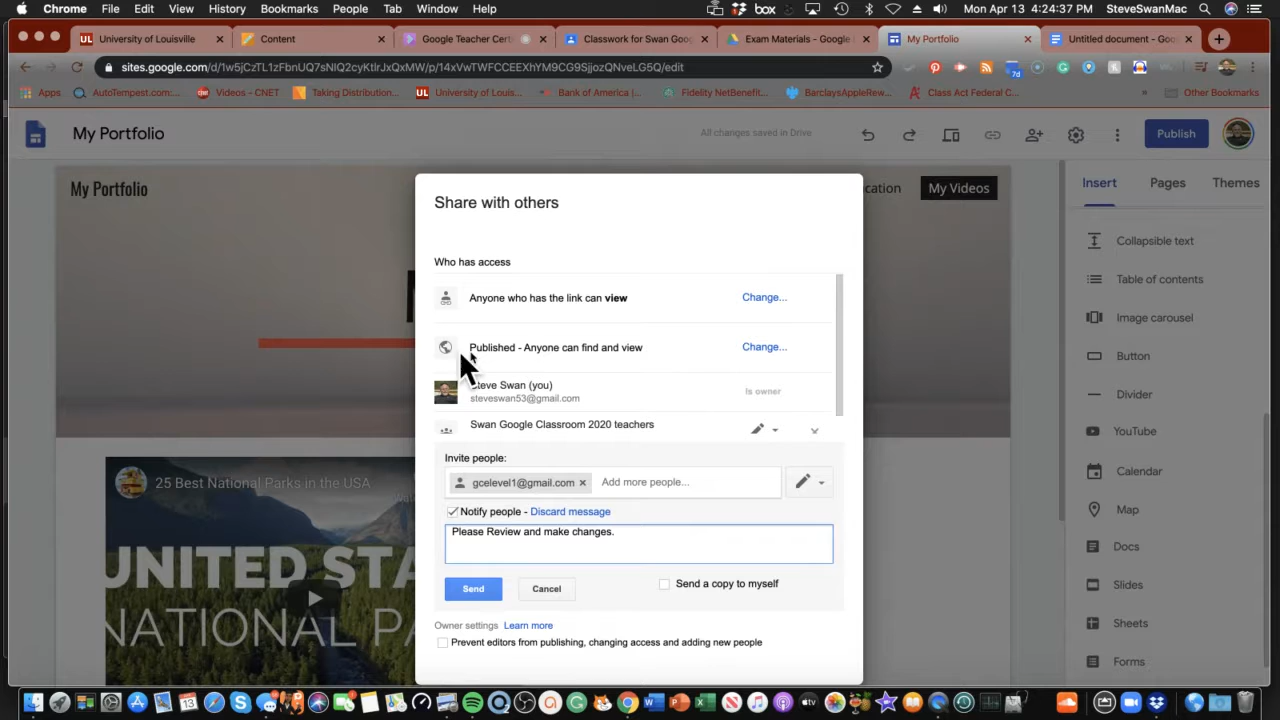 Chrome File Edit View History Bookmarks People Tab Window Help box Mon Apr 13 4:24:37 PM SteveSwanMac
University of Louisville Content Google Teacher Cert Classwork for Swan Goo Exam Materials - Google My Portfolio Untitled document - Goo
sites.google.com/d/1w5jCzTL1zFbnUQ7sNIQ2cyKtlrJxQxMW/p/14xVwTWFCCEEXhYM9CG9SjjozQNveLG5Q/edit 7d
Apps AutoTempest.com:... Videos - CNET Taking Distribution... University of Louis... Bank of America |... Fidelity NetBenefit... BarclaysAppleRew... Class Act Federal C... » Other Bookmarks
My Portfolio All changes saved in Drive Publish
My Portfolio My Videos
Insert Pages Themes
Share with others
Collapsible text
Who has access
Table of contents
Anyone who has the link can view Change...
Image carousel
Published - Anyone can find and view Change...
Button
Steve Swan (you) Is owner
steveswan53@gmail.com
Divider
Swan Google Classroom 2020 teachers
YouTube
Invite people:
Calendar
25 Best National Parks in the USA
gcelevel1@gmail.com Add more people...
Notify people - Discard message
Map
Please Review and make changes.
Docs
UNITED STA
NATIONAL P
Send Cancel Send a copy to myself
Slides
Owner settings Learn more
Sheets
Prevent editors from publishing, changing access and adding new people
Forms